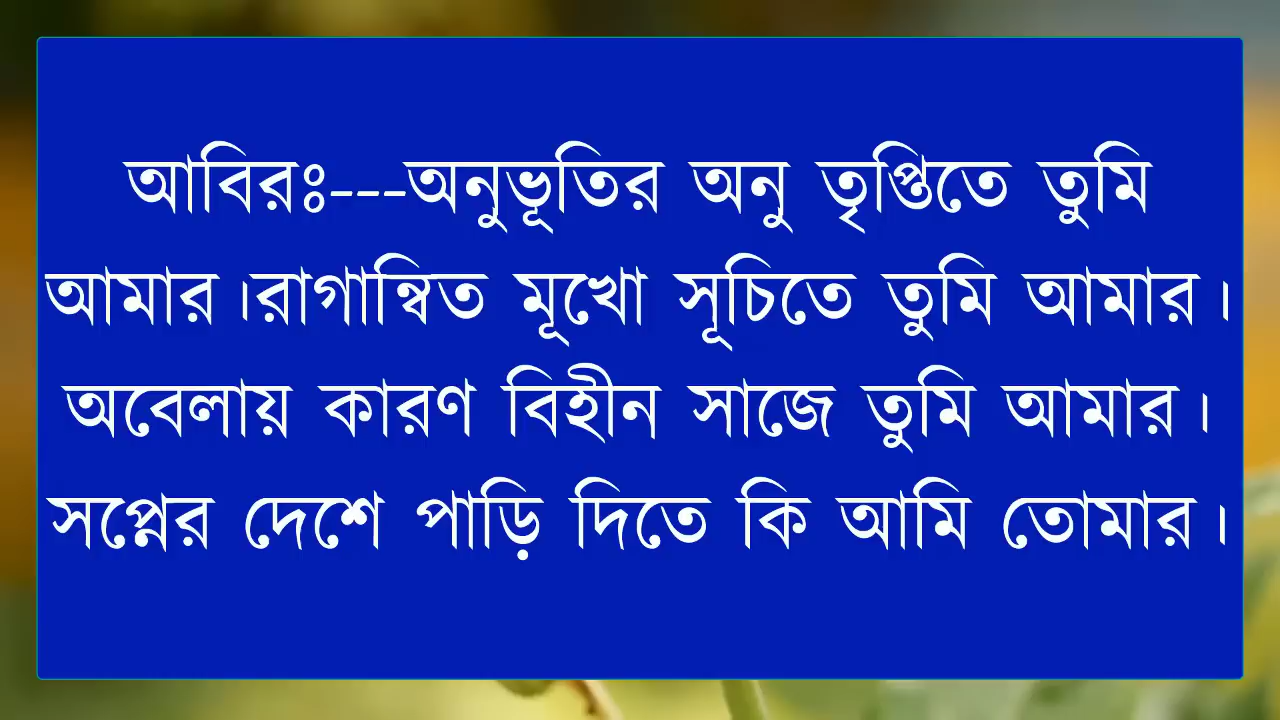 আবিরঃ---অনুভূতির অনু তৃপ্তিতে তুমি
আমার।রাগান্বিত মূখো সূচিতে তুমি আমার।
অবেলায় কারণ বিহীন সাজে তুমি আমার।
সপ্নের দেশে পাড়ি দিতে কি আমি তোমার।